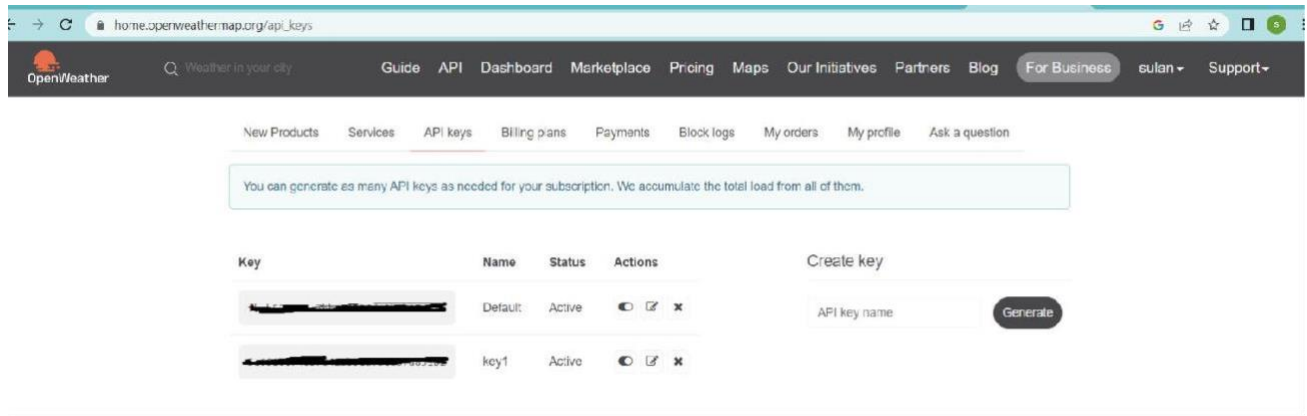 home.openweathermap.org/api_keys
OpenWeather
Weather in your city
Guide API Dashboard Marketplace Pricing Maps Our Initiatives Partners Blog For Business sulan Support
New Products Services API keys Billing plans Payments Block logs My orders My profile Ask a question
You can generate as many API keys as needed for your subscription. We accumulate the total load from all of them.
Key Name Status Actions
Create key
Default Active
API key name Generate
key1 Active